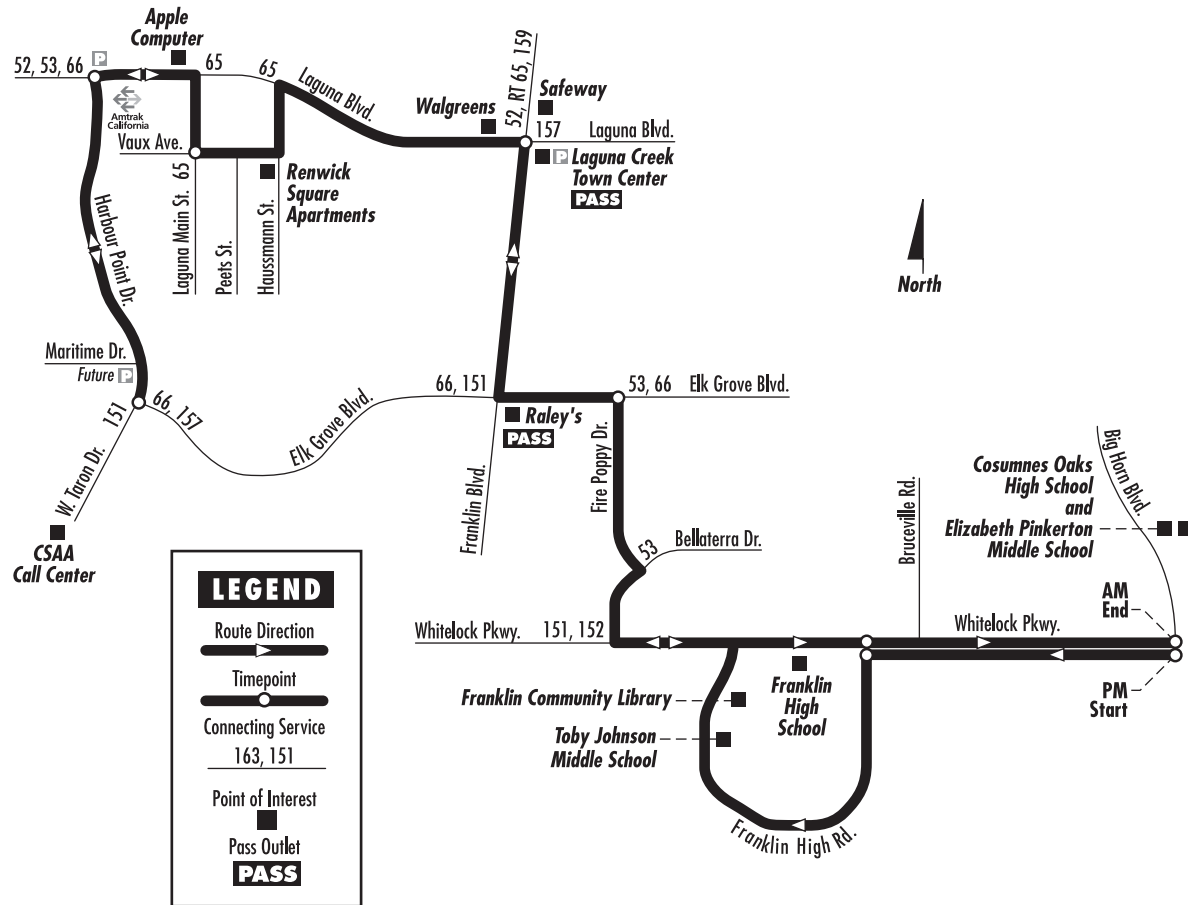 Apple
Computer
P
52, 53, 66
65
65
Laguna Blvd.
52, RT 65, 159
Safeway
Walgreens
157
Laguna Blvd.
Amtrak
California
Vaux Ave.
P
Laguna Creek
Town Center
PASS
Renwick
Square
Apartments
65
Laguna Main St.
Peets St.
Haussmann St.
Harbour Point Dr.
North
Maritime Dr.
Future P
66, 151
53, 66
Elk Grove Blvd.
151
66, 157
Raley's
PASS
Elk Grove Blvd.
W. Taron Dr.
Franklin Blvd.
Fire Poppy Dr.
Big Horn Blvd.
Cosumnes Oaks
High School
and
Elizabeth Pinkerton
Middle School
Bruceville Rd.
53
Bellaterra Dr.
CSAA
Call Center
AM
End
Whitelock Pkwy.
151, 152
Whitelock Pkwy.
PM
Start
Franklin Community Library
Franklin
High
School
Toby Johnson
Middle School
Franklin High Rd.
LEGEND
Route Direction
Timepoint
Connecting Service
163, 151
Point of Interest
Pass Outlet
PASS